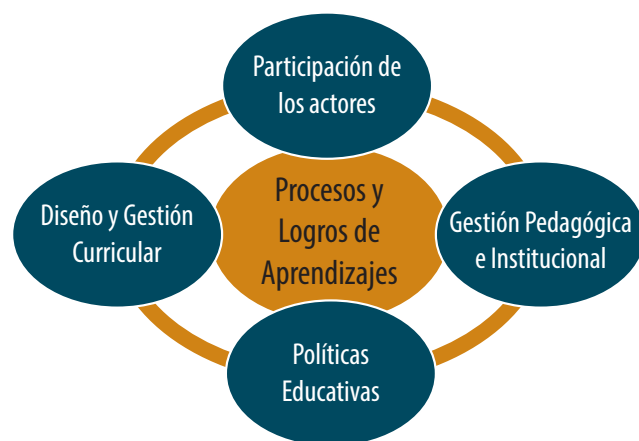 Participación de
los actores
Diseño y Gestión
Curricular
Procesos y
Logros de
Aprendizajes
Gestión Pedagógica
e Institucional
Políticas
Educativas